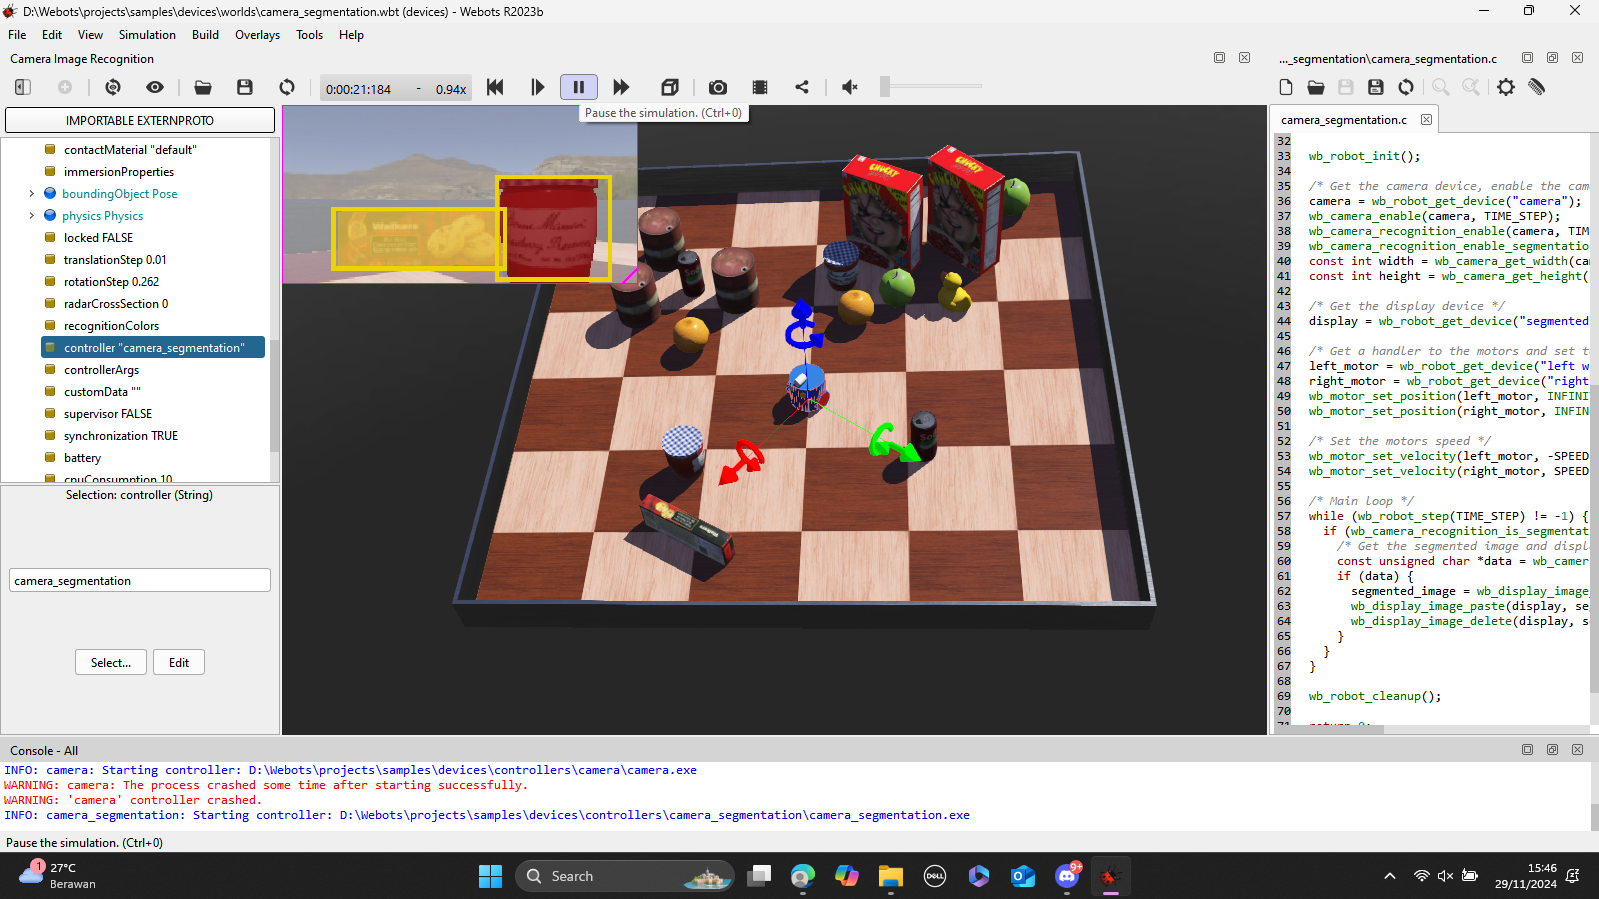 D:\Webots\projects\samples\devices\worlds\camera_segmentation.wbt (devices) - Webots R2023b
File Edit View Simulation Build Overlays Tools Help
Camera Image Recognition
..._segmentation\camera_segmentation.c
0:00:21:184 - 0.94x
Pause the simulation. (Ctrl+0)
IMPORTABLE EXTERNPROTO
contactMaterial "default"
immersionProperties
boundingObject Pose
physics Physics
locked FALSE
translationStep 0.01
rotationStep 0.262
radarCrossSection 0
recognitionColors
controller "camera_segmentation"
controllerArgs
customData ""
supervisor FALSE
synchronization TRUE
battery
cpuConsumption 10
Selection: controller (String)
camera_segmentation
Select... Edit
camera_segmentation.c
32
33 wb_robot_init();
34
35 /* Get the camera device, enable the cam
36 camera = wb_robot_get_device("camera");
37 wb_camera_enable(camera, TIME_STEP);
38 wb_camera_recognition_enable(camera, TIM
39 wb_camera_recognition_enable_segmentatio
40 const int width = wb_camera_get_width(ca
41 const int height = wb_camera_get_height(
42
43 /* Get the display device */
44 display = wb_robot_get_device("segmented
45
46 /* Get a handler to the motors and set t
47 left_motor = wb_robot_get_device("left w
48 right_motor = wb_robot_get_device("right
49 wb_motor_set_position(left_motor, INFINI
50 wb_motor_set_position(right_motor, INFIN
51
52 /* Set the motors speed */
53 wb_motor_set_velocity(left_motor, -SPEED
54 wb_motor_set_velocity(right_motor, SPEED
55
56 /* Main loop */
57 while (wb_robot_step(TIME_STEP) != -1) {
58 if (wb_camera_recognition_is_segmentat
59 /* Get the segmented image and displ
60 const unsigned char *data = wb_camer
61 if (data) {
62 segmented_image = wb_display_image_
63 wb_display_image_paste(display, se
64 wb_display_image_delete(display, s
65 }
66 }
67 }
68
69 wb_robot_cleanup();
70
71 return 0;
Console - All
INFO: camera: Starting controller: D:\Webots\projects\samples\devices\controllers\camera\camera.exe
WARNING: camera: The process crashed some time after starting successfully.
WARNING: 'camera' controller crashed.
INFO: camera_segmentation: Starting controller: D:\Webots\projects\samples\devices\controllers\camera_segmentation\camera_segmentation.exe
Pause the simulation. (Ctrl+0)
1
27°C
Berawan
Search
DELL
9+
15:46
29/11/2024